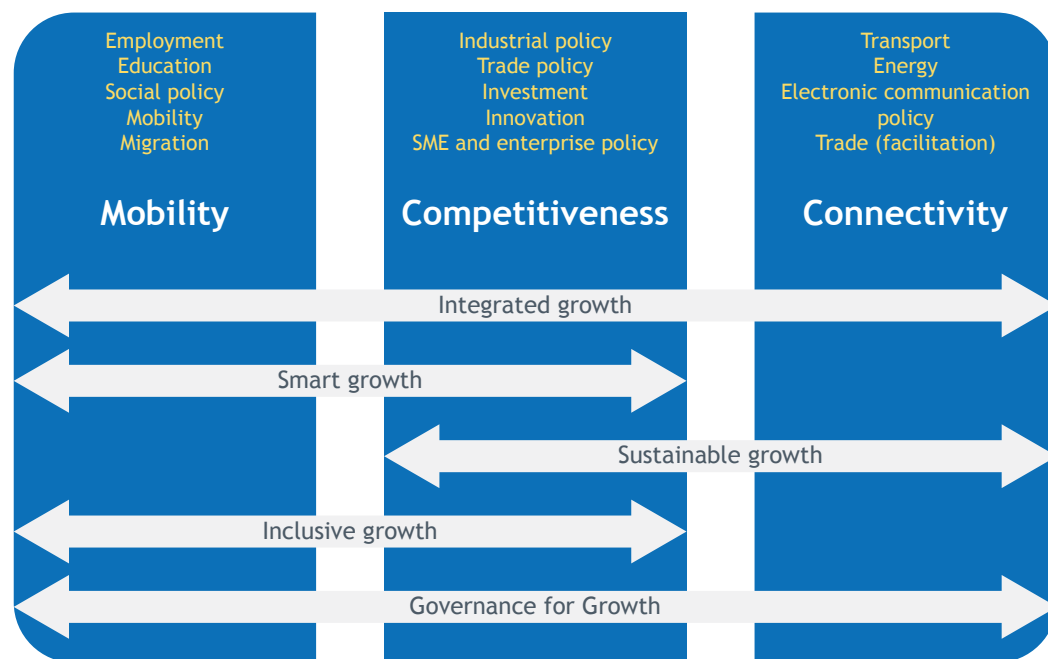 Employment
Education
Social policy
Mobility
Migration
Mobility
Industrial policy
Trade policy
Investment
Innovation
SME and enterprise policy
Competitiveness
Transport
Energy
Electronic communication
policy
Trade (facilitation)
Connectivity
Integrated growth
Smart growth
Sustainable growth
Inclusive growth
Governance for Growth